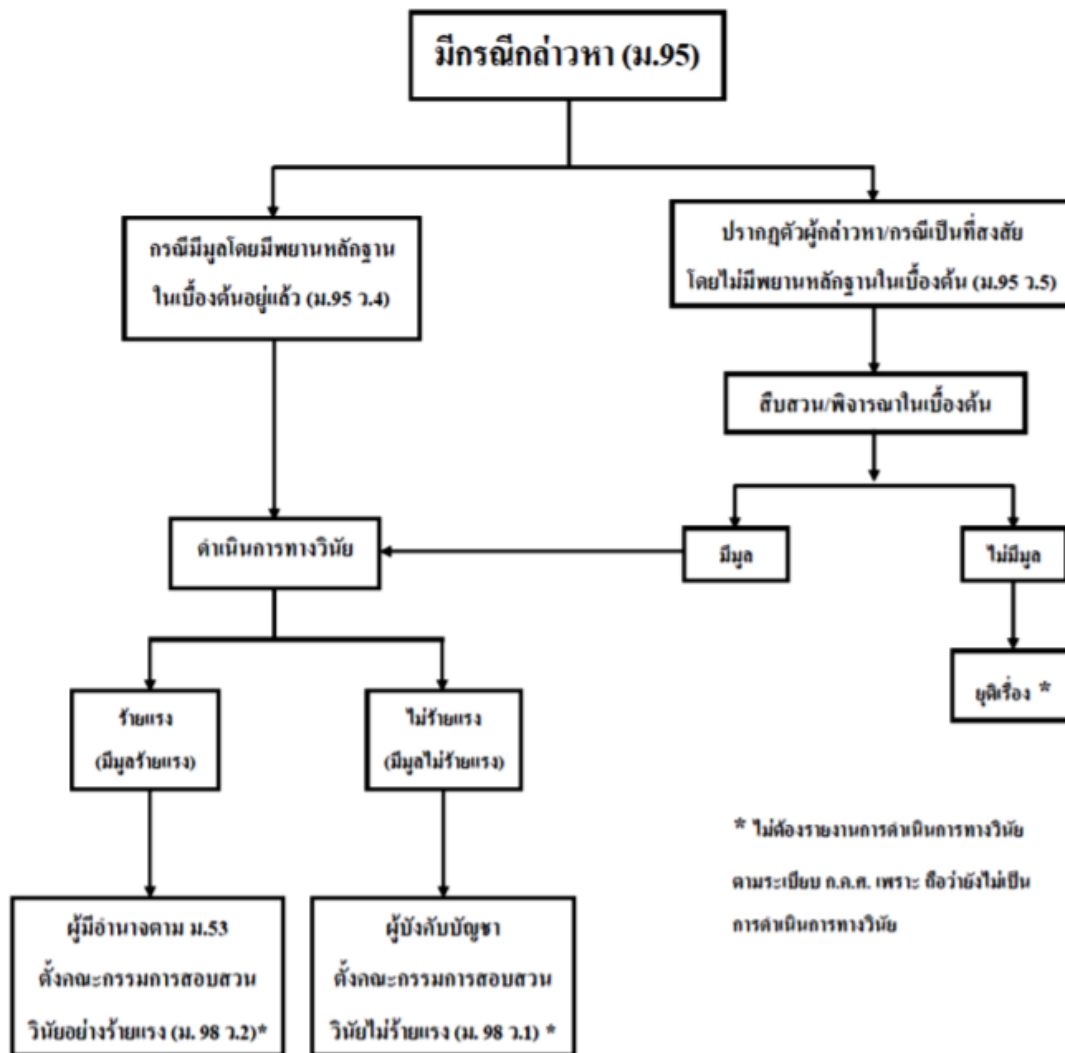 มีกรณีกล่าวหา (ม.95)
กรณีมีมูลโดยมีพยานหลักฐาน
ในเบื้องต้นอยู่แล้ว (ม.95 ว.4)
ปรากฏตัวผู้กล่าวหา/กรณีเป็นที่สงสัย
โดยไม่มีพยานหลักฐานในเบื้องต้น (ม.95 ว.5)
สืบสวน/พิจารณาในเบื้องต้น
ดำเนินการทางวินัย
มีมูล
ไม่มีมูล
ยุติเรื่อง *
ร้ายแรง
(มีมูลร้ายแรง)
ไม่ร้ายแรง
(มีมูลไม่ร้ายแรง)
* ไม่ต้องรายงานการดำเนินการทางวินัย
ตามระเบียบ ก.ค.ศ. เพราะ ถือว่ายังไม่เป็น
การดำเนินการทางวินัย
ผู้มีอำนาจตาม ม.53
ตั้งคณะกรรมการสอบสวน
วินัยอย่างร้ายแรง (ม. 98 ว.2)*
ผู้บังคับบัญชา
ตั้งคณะกรรมการสอบสวน
วินัยไม่ร้ายแรง (ม. 98 ว.1) *